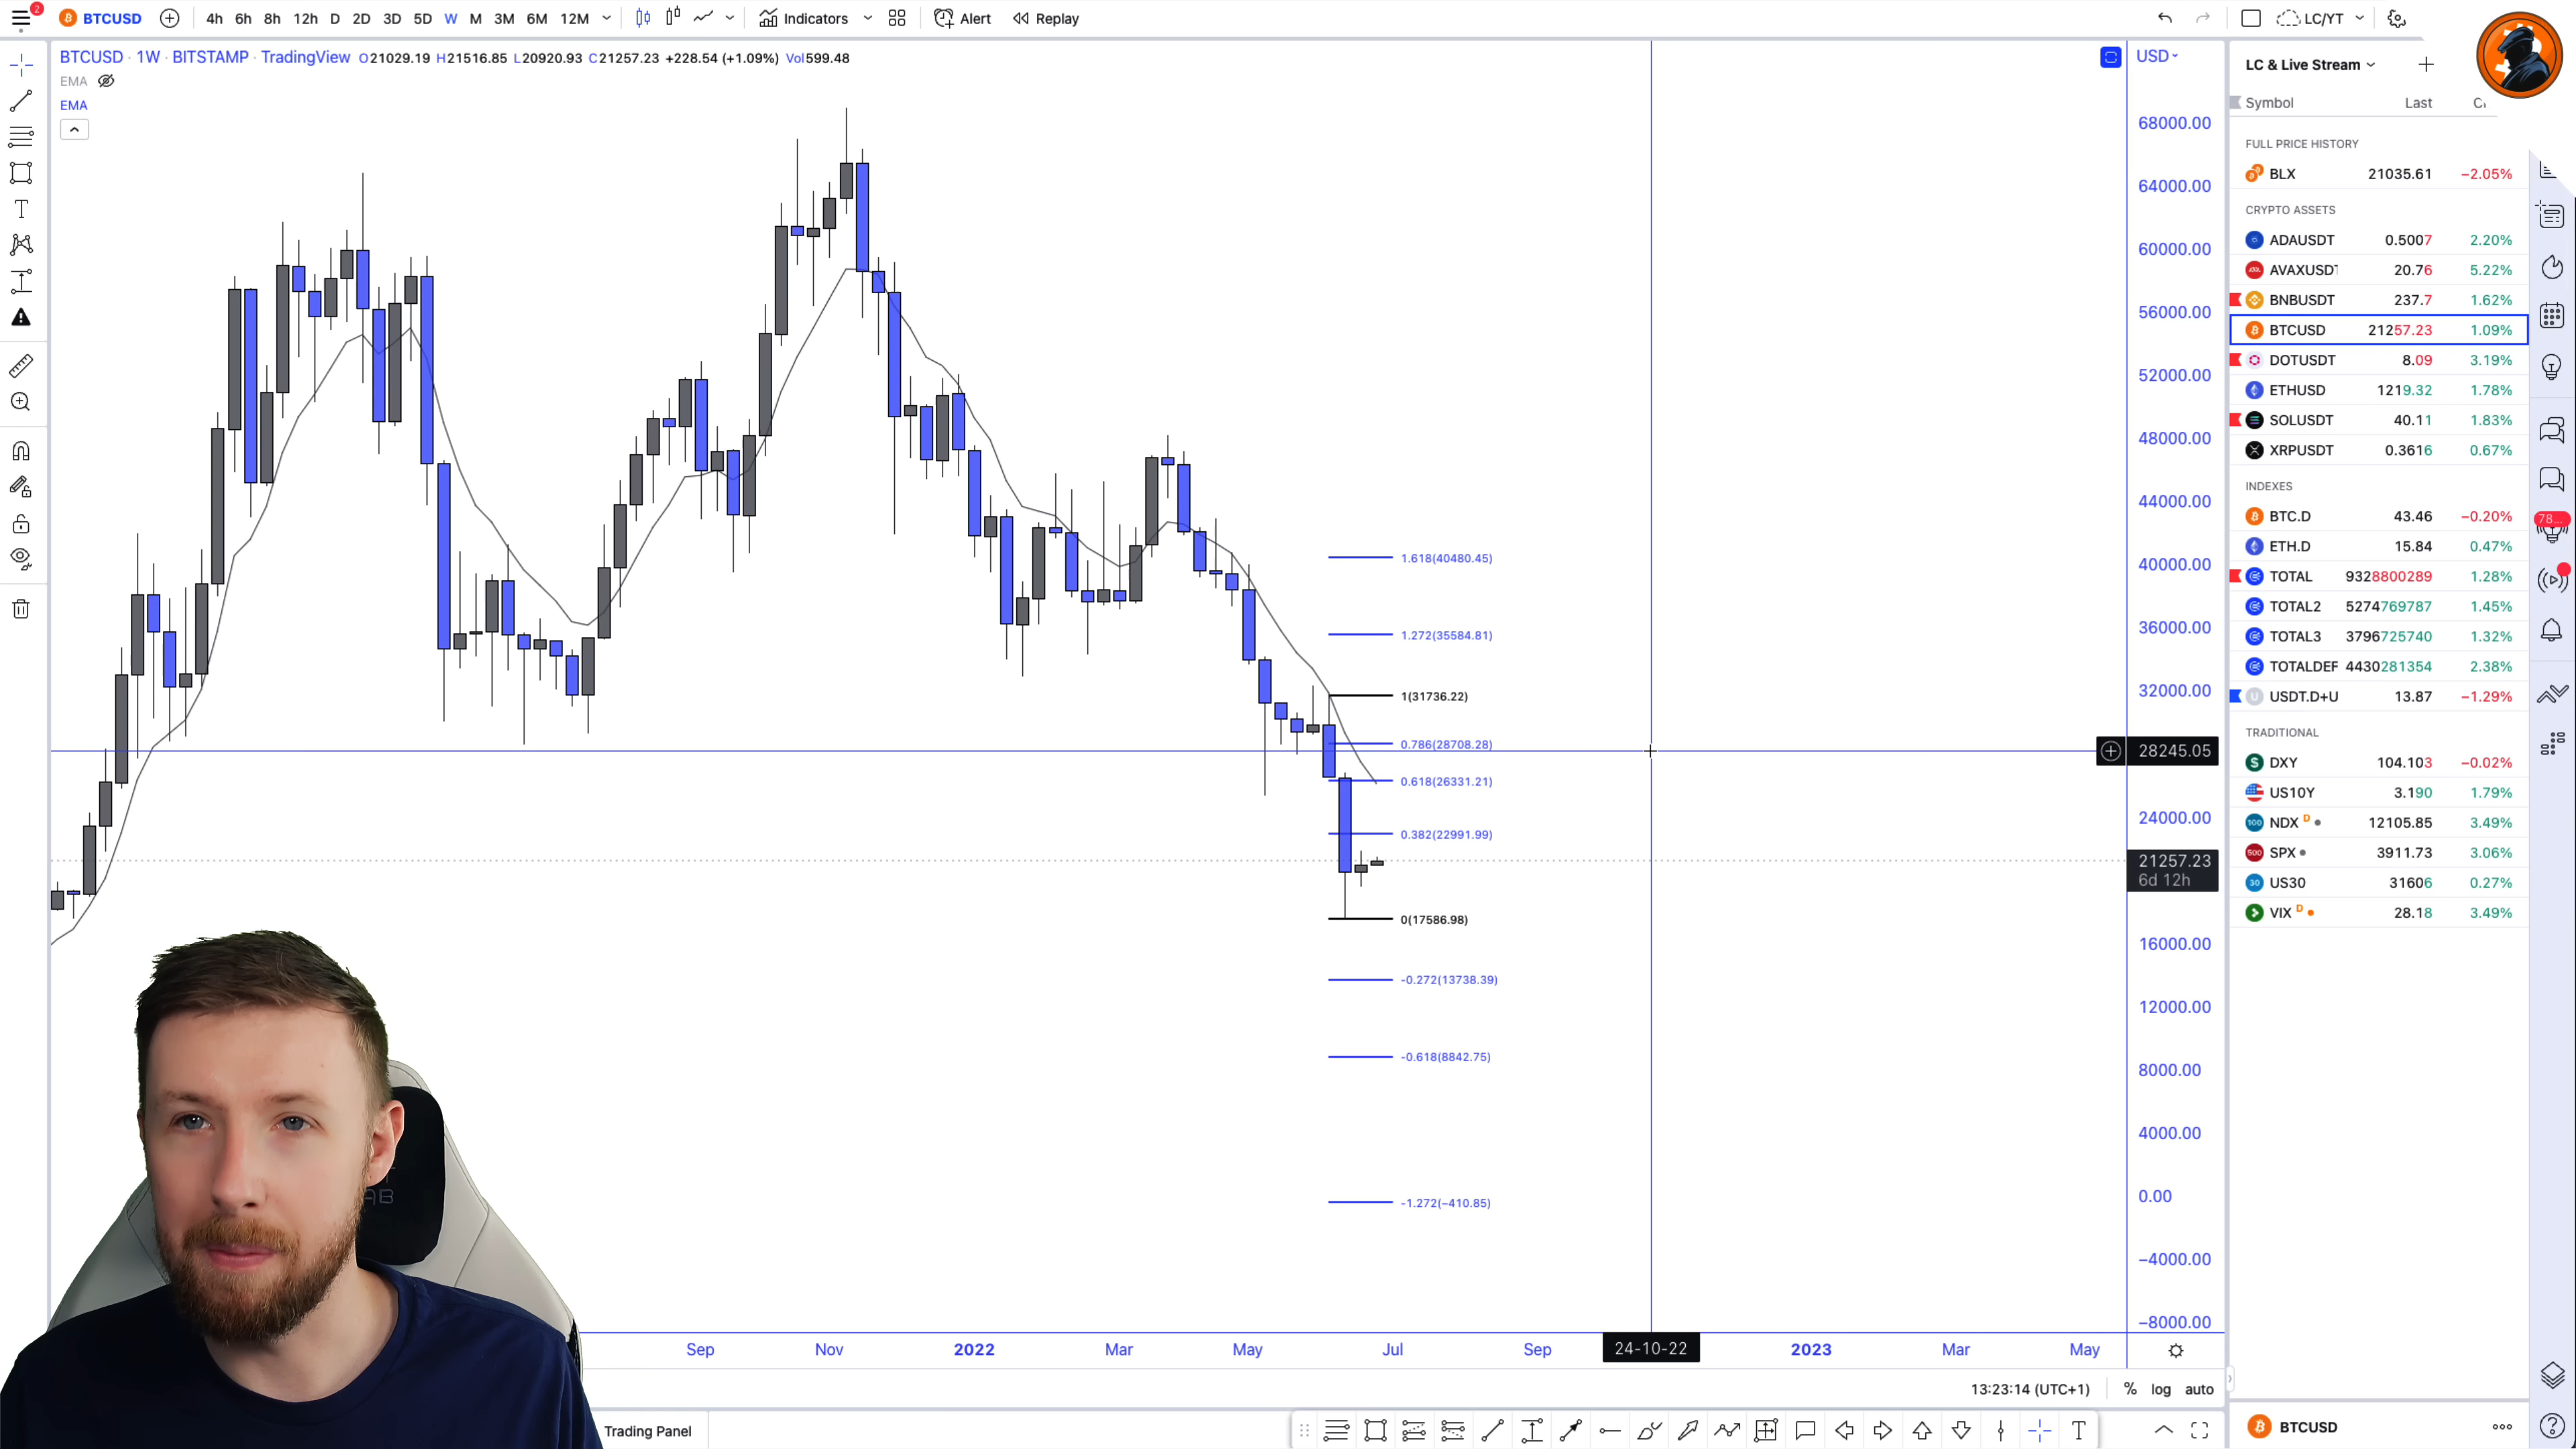 2
BTCUSD 4h 6h 8h 12h D 2D 3D 5D W M 3M 6M 12M Indicators Alert Replay LC/YT
BTCUSD · 1W · BITSTAMP · TradingView O21029.19 H21516.85 L20920.93 C21257.23 +228.54 (+1.09%) Vol599.48
EMA
EMA
USD
68000.00
64000.00
60000.00
56000.00
52000.00
48000.00
44000.00
40000.00
36000.00
32000.00
28245.05
24000.00
21257.23
6d 12h
16000.00
12000.00
8000.00
4000.00
0.00
−4000.00
−8000.00
1.618(40480.45)
1.272(35584.81)
1(31736.22)
0.786(28708.28)
0.618(26331.21)
0.382(22991.99)
0(17586.98)
-0.272(13738.39)
-0.618(8842.75)
-1.272(−410.85)
Sep Nov 2022 Mar May Jul Sep 24-10-22 2023 Mar May
13:23:14 (UTC+1) % log auto
Trading Panel
LC & Live Stream
Symbol Last
FULL PRICE HISTORY
BLX 21035.61 −2.05%
CRYPTO ASSETS
ADAUSDT 0.5007 2.20%
AVAXUSDT 20.76 5.22%
BNBUSDT 237.7 1.62%
BTCUSD 21257.23 1.09%
DOTUSDT 8.09 3.19%
ETHUSD 1219.32 1.78%
SOLUSDT 40.11 1.83%
XRPUSDT 0.3616 0.67%
INDEXES
BTC.D 43.46 −0.20%
ETH.D 15.84 0.47%
TOTAL 9328800289 1.28%
TOTAL2 5274769787 1.45%
TOTAL3 3796725740 1.32%
TOTALDEF 4430281354 2.38%
USDT.D+U 13.87 −1.29%
TRADITIONAL
DXY 104.103 −0.02%
US10Y 3.190 1.79%
NDX D 12105.85 3.49%
SPX 3911.73 3.06%
US30 31606 0.27%
VIX D 28.18 3.49%
78...
BTCUSD